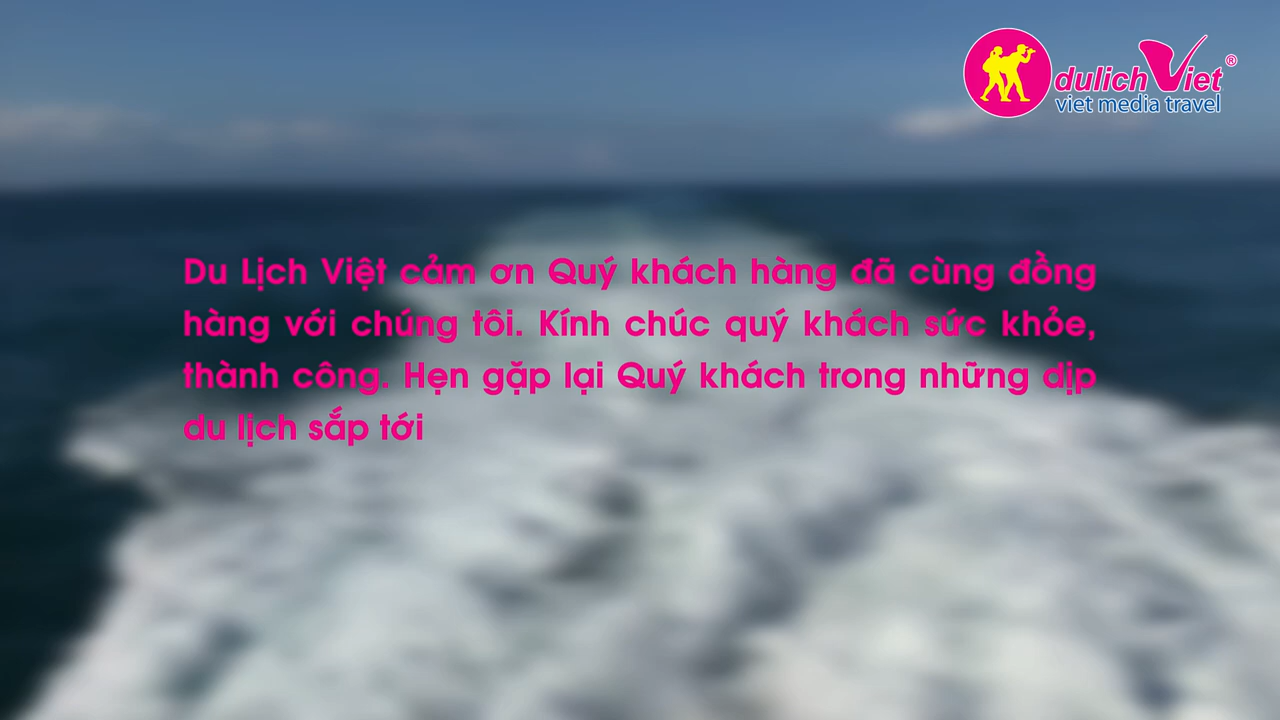 dulich Viet®
viet media travel
Du Lịch Việt cảm ơn Quý khách hàng đã cùng đồng
hàng với chúng tôi. Kính chúc quý khách sức khỏe,
thành công. Hẹn gặp lại Quý khách trong những dịp
du lịch sắp tới